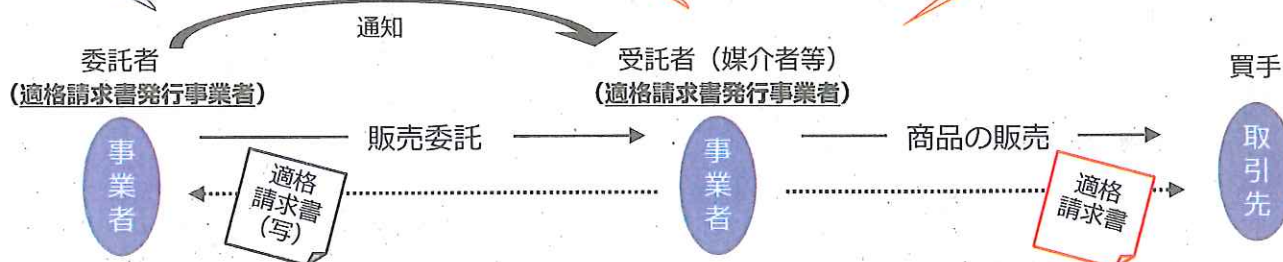 通知
委託者
(適格請求書発行事業者)
受託者（媒介者等）
(適格請求書発行事業者)
買手
事業者
販売委託
適格
請求書
(写)
事業者
商品の販売
適格
請求書
取引先